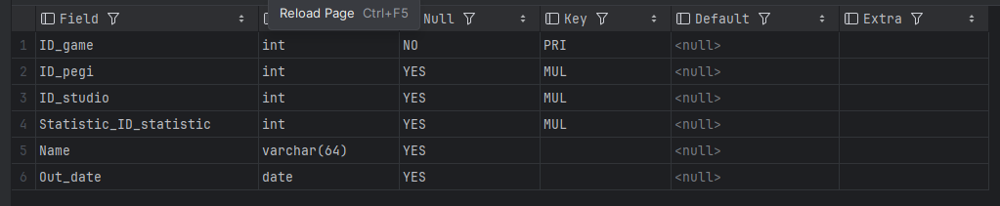 Reload Page Ctrl+F5
Field Null Key Default Extra
1 ID_game int NO PRI <null>
2 ID_pegi int YES MUL <null>
3 ID_studio int YES MUL <null>
4 Statistic_ID_statistic int YES MUL <null>
5 Name varchar(64) YES <null>
6 Out_date date YES <null>